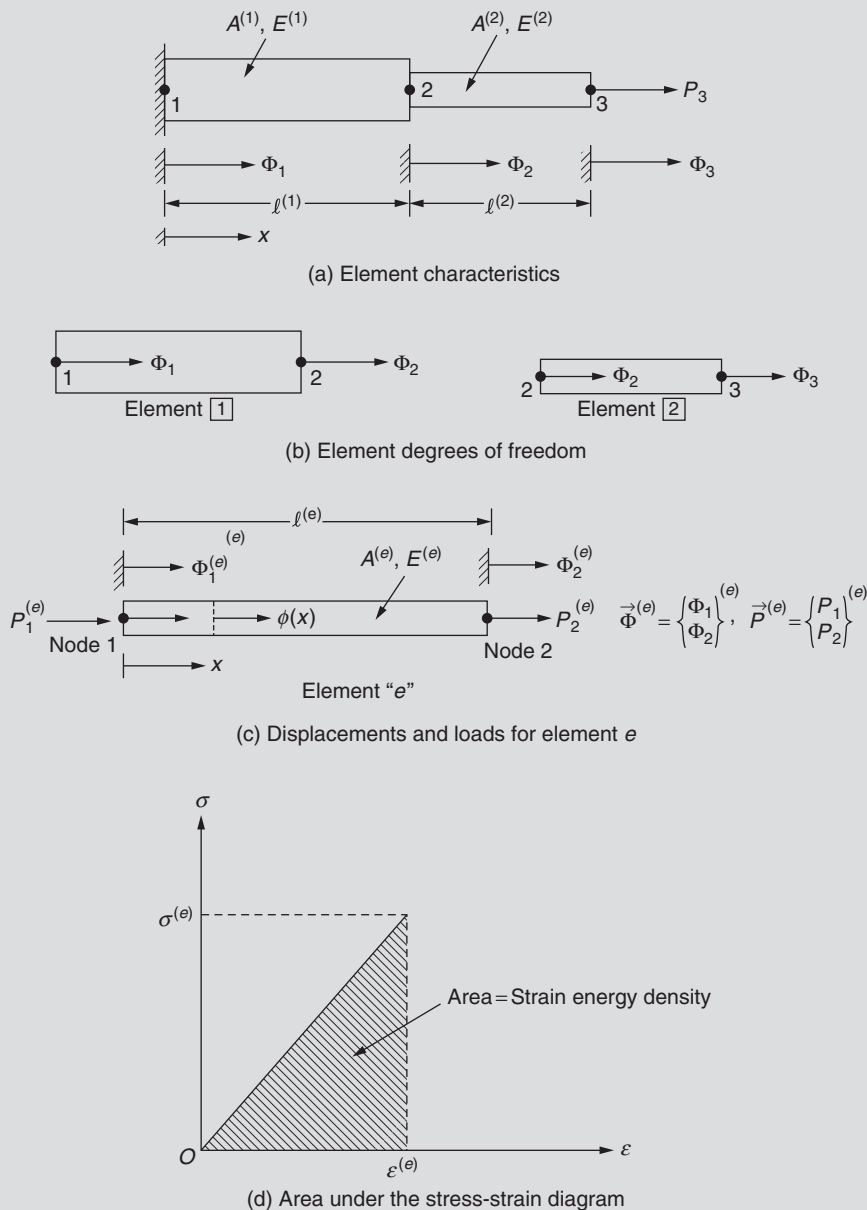 A(1), E(1) A(2), E(2)
1 2 3 P3
Φ1 Φ2 Φ3
ℓ(1) ℓ(2)
x
(a) Element characteristics
1 Φ1 2 Φ2 2 Φ2 3 Φ3
Element 1 Element 2
(b) Element degrees of freedom
ℓ(e)
(e)
Φ1(e) A(e), E(e) Φ2(e)
P1(e) ϕ(x) P2(e) Φ⃗(e) = {Φ1 Φ2}(e), P⃗(e) = {P1 P2}(e)
Node 1 Node 2
x
Element “e”
(c) Displacements and loads for element e
σ
σ(e)
Area = Strain energy density
O ε(e) ε
(d) Area under the stress-strain diagram